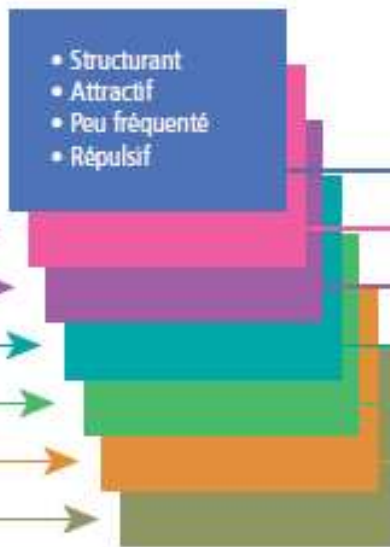 • Structurant
• Attractif
• Peu fréquenté
• Répulsif